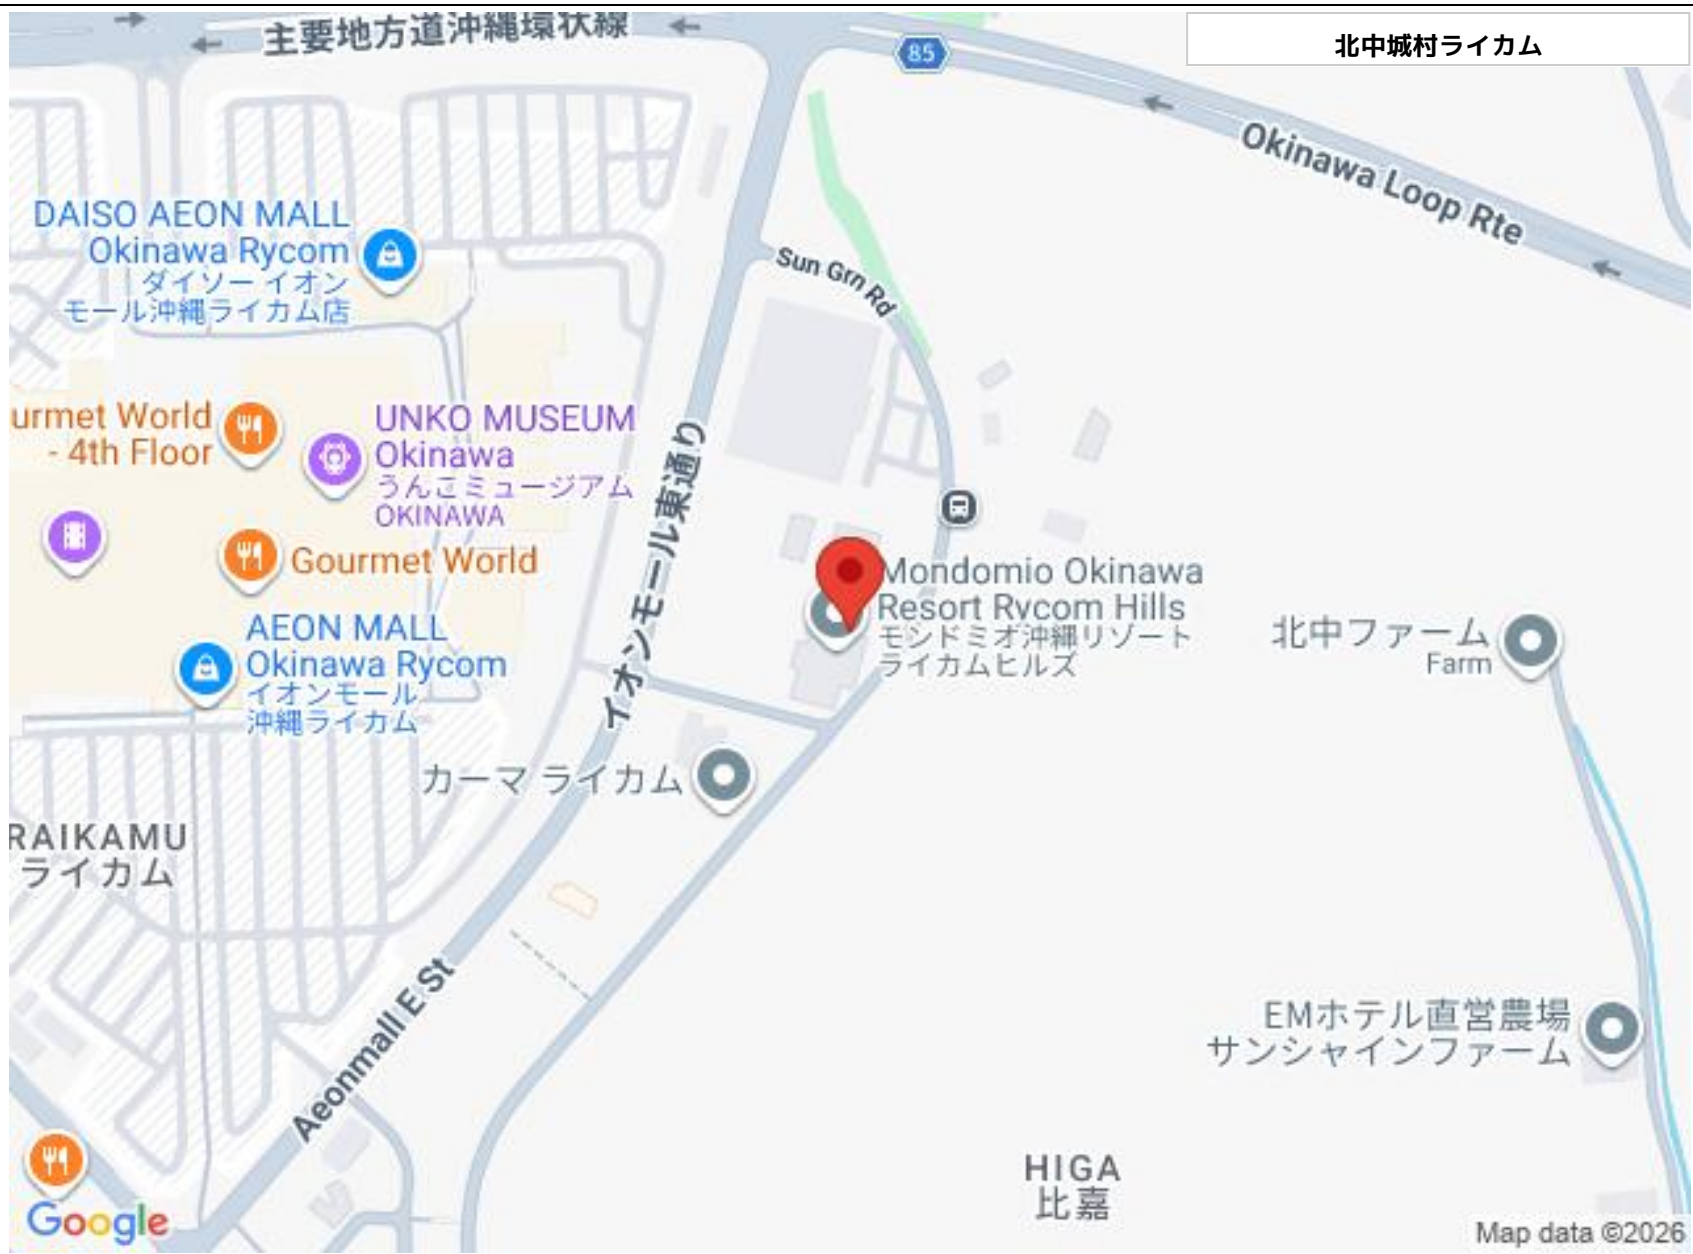 主要地方道沖縄環状線
85
北中城村ライカム
Okinawa Loop Rte
DAISO AEON MALL
Okinawa Rycom
ダイソー イオン
モール沖縄ライカム店
Sun Grn Rd
urmet World
- 4th Floor
UNKO MUSEUM
Okinawa
うんこミュージアム
OKINAWA
イオンモール東通り
Gourmet World
Mondomio Okinawa
Resort Rycom Hills
モンドミオ沖縄リゾート
ライカムヒルズ
AEON MALL
Okinawa Rycom
イオンモール
沖縄ライカム
北中ファーム
Farm
カーマ ライカム
RAIKAMU
ライカム
Aeonmall E St
EMホテル直営農場
サンシャインファーム
HIGA
比嘉
Google
Map data ©2026